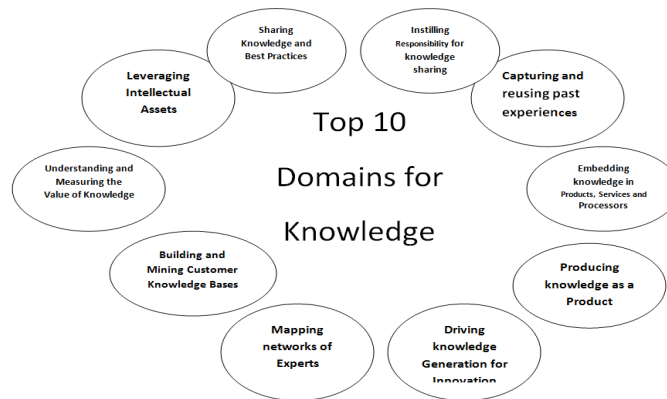 Sharing
Knowledge and
Best Practices
Instilling
Responsibility for
knowledge
sharing
Leveraging
Intellectual
Assets
Capturing and
reusing past
experiences
Top 10
Domains for
Knowledge
Understanding and
Measuring the
Value of Knowledge
Embedding
knowledge in
Products, Services and
Processors
Building and
Mining Customer
Knowledge Bases
Producing
knowledge as a
Product
Mapping
networks of
Experts
Driving
knowledge
Generation for
Innovation